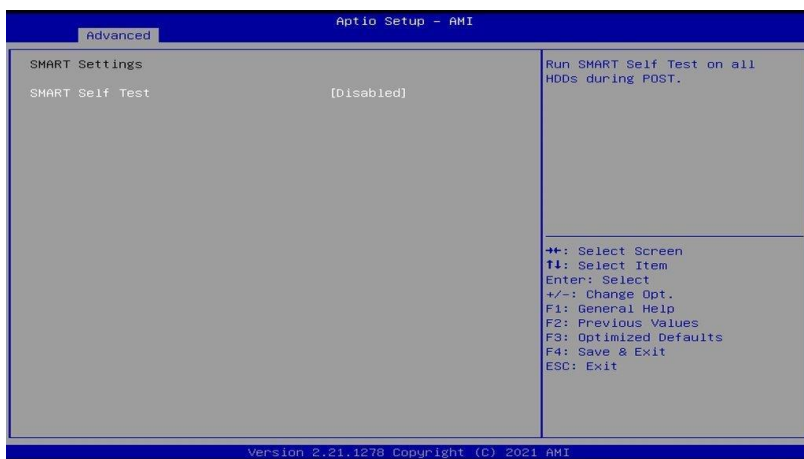 Aptio Setup – AMI
Advanced
SMART Settings
SMART Self Test [Disabled]
Run SMART Self Test on all
HDDs during POST.
→←: Select Screen
↑↓: Select Item
Enter: Select
+/-: Change Opt.
F1: General Help
F2: Previous Values
F3: Optimized Defaults
F4: Save & Exit
ESC: Exit
Version 2.21.1278 Copyright (C) 2021 AMI